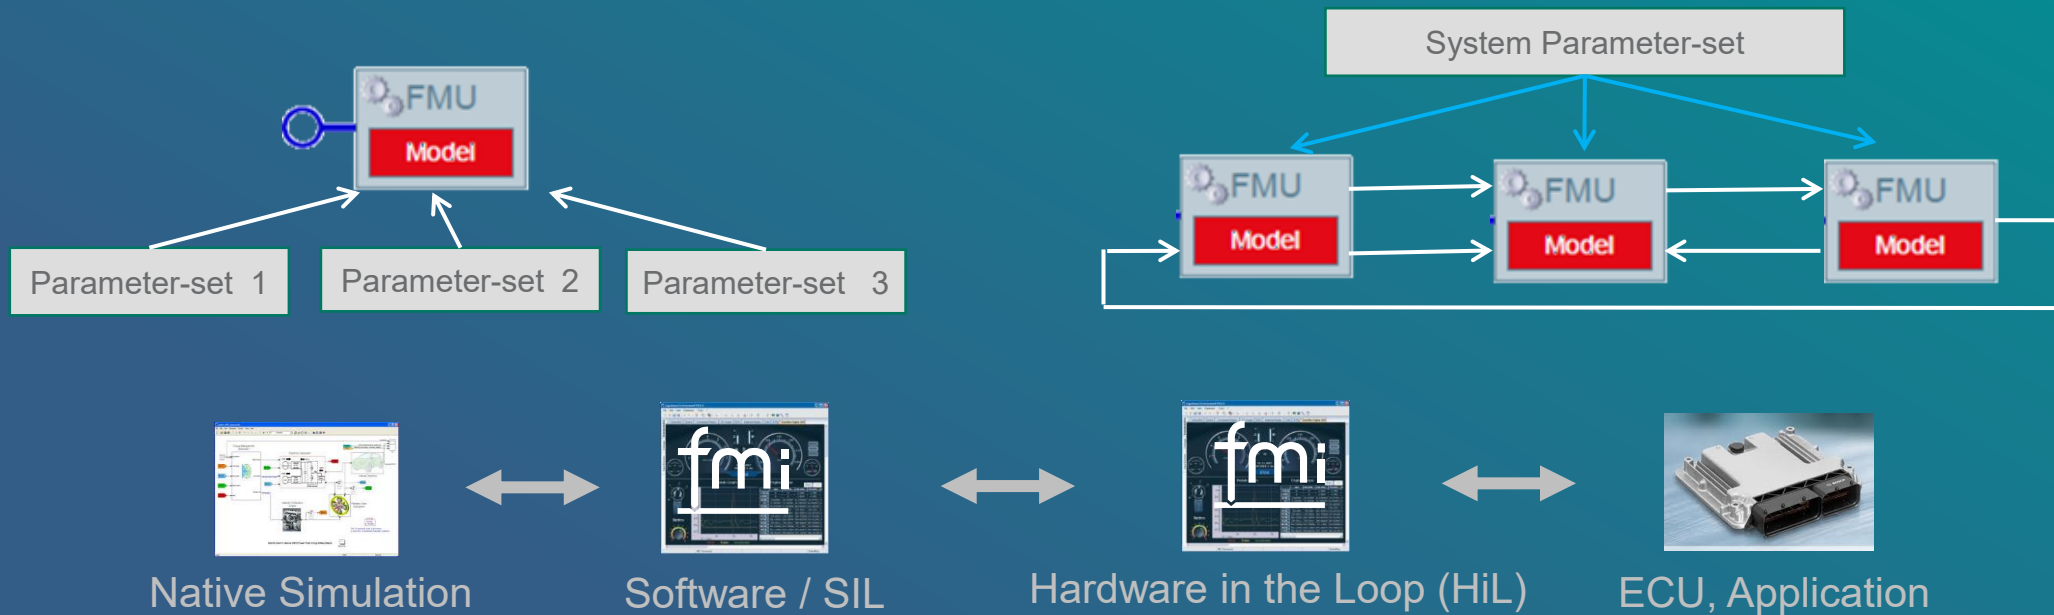 System Parameter-set
FMU
Model
FMU
Model
FMU
Model
FMU
Model
Parameter-set 1
Parameter-set 2
Parameter-set 3
fmi
fmi
Native Simulation
Software / SIL
Hardware in the Loop (HiL)
ECU, Application